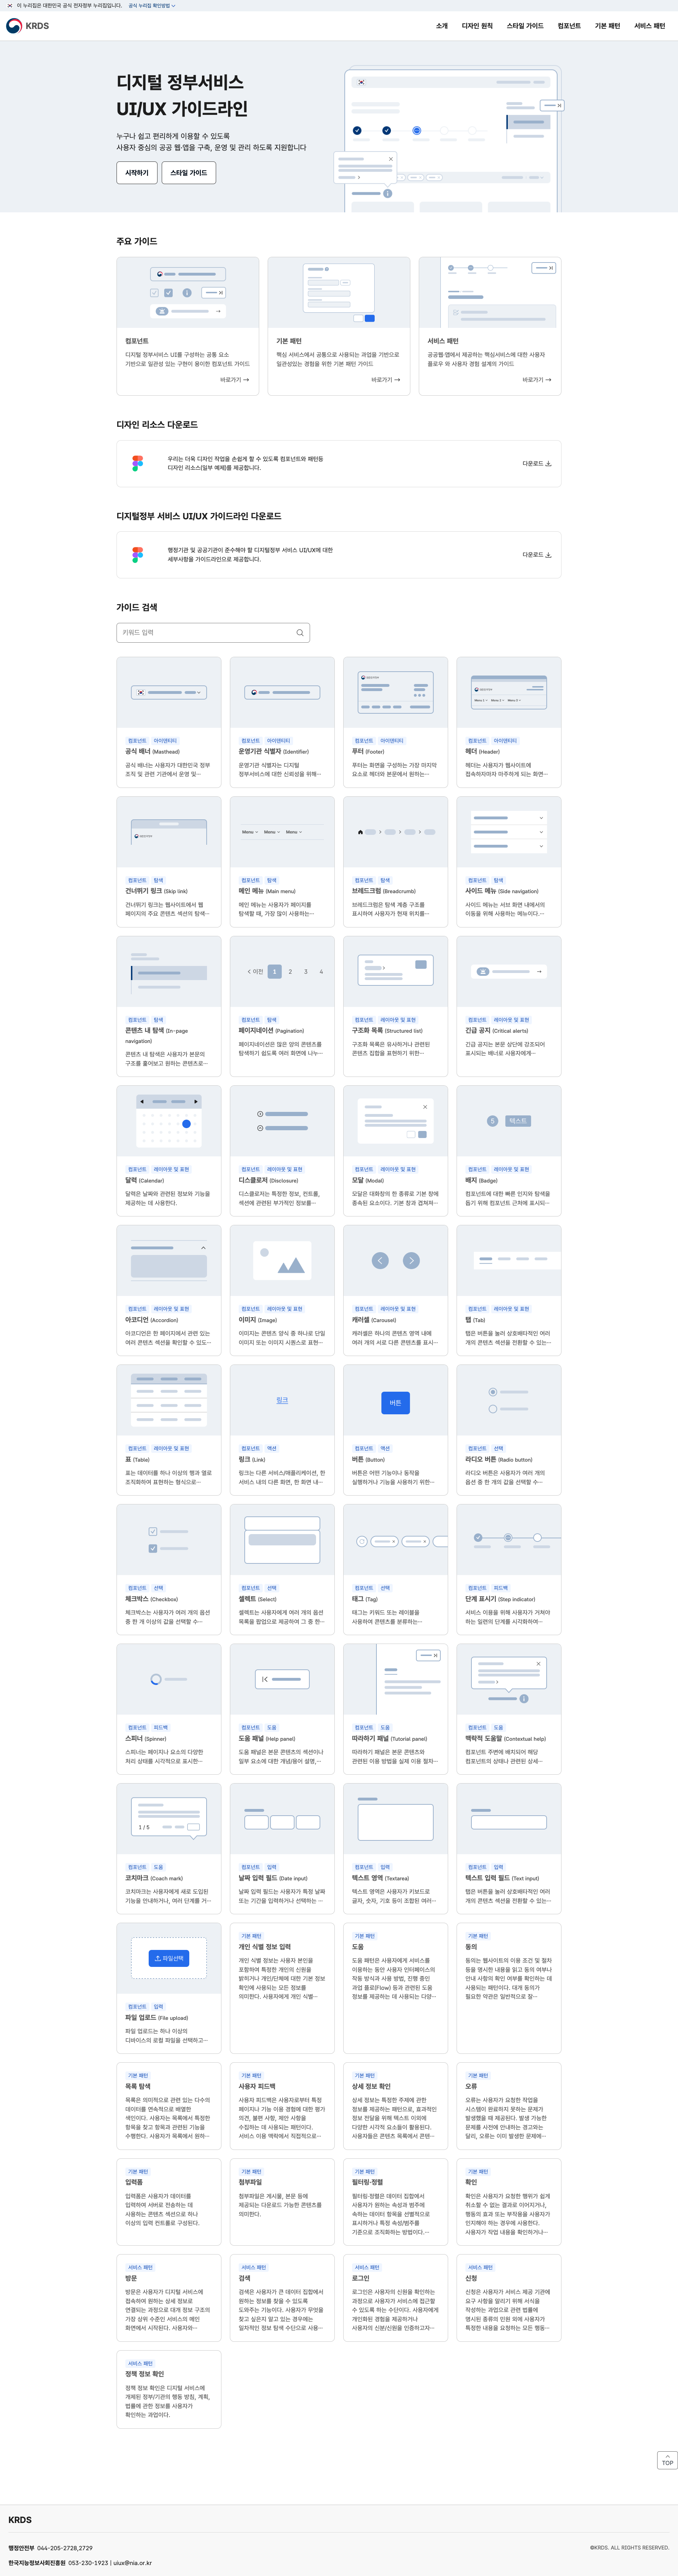 이 누리집은 대한민국 공식 전자정부 누리집입니다. 공식 누리집 확인방법
KRDS
소개 디자인 원칙 스타일 가이드 컴포넌트 기본 패턴 서비스 패턴
디지털 정부서비스
UI/UX 가이드라인
누구나 쉽고 편리하게 이용할 수 있도록
사용자 중심의 공공 웹·앱을 구축, 운영 및 관리 하도록 지원합니다
시작하기 스타일 가이드
주요 가이드
컴포넌트
디지털 정부서비스 UI를 구성하는 공통 요소
기반으로 일관성 있는 구현이 용이한 컴포넌트 가이드
바로가기
기본 패턴
핵심 서비스에서 공통으로 사용되는 과업을 기반으로
일관성있는 경험을 위한 기본 패턴 가이드
바로가기
서비스 패턴
공공웹·앱에서 제공하는 핵심서비스에 대한 사용자
플로우 와 사용자 경험 설계의 가이드
바로가기
디자인 리소스 다운로드
우리는 더욱 디자인 작업을 손쉽게 할 수 있도록 컴포넌트와 패턴등
디자인 리소스(일부 예제)를 제공합니다.
다운로드
디지털정부 서비스 UI/UX 가이드라인 다운로드
행정기관 및 공공기관이 준수해야 할 디지털정부 서비스 UI/UX에 대한
세부사항을 가이드라인으로 제공합니다.
다운로드
가이드 검색
키워드 입력
컴포넌트 아이덴티티
공식 배너 (Masthead)
공식 배너는 사용자가 대한민국 정부
조직 및 관련 기관에서 운영 및…
컴포넌트 아이덴티티
운영기관 식별자 (Identifier)
운영기관 식별자는 디지털
정부서비스에 대한 신뢰성을 위해…
컴포넌트 아이덴티티
푸터 (Footer)
푸터는 화면을 구성하는 가장 마지막
요소로 헤더와 본문에서 원하는…
Menu 1 Menu 2 Menu 3
컴포넌트 아이덴티티
헤더 (Header)
헤더는 사용자가 웹사이트에
접속하자마자 마주하게 되는 화면…
컴포넌트 탐색
건너뛰기 링크 (Skip link)
건너뛰기 링크는 웹사이트에서 웹
페이지의 주요 콘텐츠 섹션의 탐색…
Menu Menu Menu
컴포넌트 탐색
메인 메뉴 (Main menu)
메인 메뉴는 사용자가 페이지를
탐색할 때, 가장 많이 사용하는…
컴포넌트 탐색
브레드크럼 (Breadcrumb)
브레드크럼은 탐색 계층 구조를
표시하여 사용자가 현재 위치를…
컴포넌트 탐색
사이드 메뉴 (Side navigation)
사이드 메뉴는 서브 화면 내에서의
이동을 위해 사용하는 메뉴이다.…
컴포넌트 탐색
콘텐츠 내 탐색 (In-page
navigation)
콘텐츠 내 탐색은 사용자가 본문의
구조를 훑어보고 원하는 콘텐츠로…
이전 1 2 3 4
컴포넌트 탐색
페이지네이션 (Pagination)
페이지네이션은 많은 양의 콘텐츠를
탐색하기 쉽도록 여러 화면에 나누…
컴포넌트 레이아웃 및 표현
구조화 목록 (Structured list)
구조화 목록은 유사하거나 관련된
콘텐츠 집합을 표현하기 위한…
컴포넌트 레이아웃 및 표현
긴급 공지 (Critical alerts)
긴급 공지는 본문 상단에 강조되어
표시되는 배너로 사용자에게…
컴포넌트 레이아웃 및 표현
달력 (Calendar)
달력은 날짜와 관련된 정보와 기능을
제공하는 데 사용한다.
컴포넌트 레이아웃 및 표현
디스클로저 (Disclosure)
디스클로저는 특정한 정보, 컨트롤,
섹션에 관련된 부가적인 정보를…
컴포넌트 레이아웃 및 표현
모달 (Modal)
모달은 대화창의 한 종류로 기본 창에
종속된 요소이다. 기본 창과 겹쳐져…
5 텍스트
컴포넌트 레이아웃 및 표현
배지 (Badge)
컴포넌트에 대한 빠른 인지와 탐색을
돕기 위해 컴포넌트 근처에 표시되…
컴포넌트 레이아웃 및 표현
아코디언 (Accordion)
아코디언은 한 페이지에서 관련 있는
여러 콘텐츠 섹션을 확인할 수 있도…
컴포넌트 레이아웃 및 표현
이미지 (Image)
이미지는 콘텐츠 양식 중 하나로 단일
이미지 또는 이미지 시퀀스로 표현…
컴포넌트 레이아웃 및 표현
캐러셀 (Carousel)
캐러셀은 하나의 콘텐츠 영역 내에
여러 개의 서로 다른 콘텐츠를 표시…
컴포넌트 레이아웃 및 표현
탭 (Tab)
탭은 버튼을 눌러 상호배타적인 여러
개의 콘텐츠 섹션을 전환할 수 있는…
컴포넌트 레이아웃 및 표현
표 (Table)
표는 데이터를 하나 이상의 행과 열로
조직화하여 표현하는 형식으로…
링크
컴포넌트 액션
링크 (Link)
링크는 다른 서비스/애플리케이션, 한
서비스 내의 다른 화면, 한 화면 내…
버튼
컴포넌트 액션
버튼 (Button)
버튼은 어떤 기능이나 동작을
실행하거나 기능을 사용하기 위한…
컴포넌트 선택
라디오 버튼 (Radio button)
라디오 버튼은 사용자가 여러 개의
옵션 중 한 개의 값을 선택할 수…
컴포넌트 선택
체크박스 (Checkbox)
체크박스는 사용자가 여러 개의 옵션
중 한 개 이상의 값을 선택할 수…
컴포넌트 선택
셀렉트 (Select)
셀렉트는 사용자에게 여러 개의 옵션
목록을 팝업으로 제공하여 그 중 한…
컴포넌트 선택
태그 (Tag)
태그는 키워드 또는 레이블을
사용하여 콘텐츠를 분류하는…
컴포넌트 피드백
단계 표시기 (Step indicator)
서비스 이용을 위해 사용자가 거쳐야
하는 일련의 단계를 시각화하여…
컴포넌트 피드백
스피너 (Spinner)
스피너는 페이지나 요소의 다양한
처리 상태를 시각적으로 표시한…
컴포넌트 도움
도움 패널 (Help panel)
도움 패널은 본문 콘텐츠의 섹션이나
일부 요소에 대한 개념/용어 설명,…
컴포넌트 도움
따라하기 패널 (Tutorial panel)
따라하기 패널은 본문 콘텐츠와
관련된 이용 방법을 실제 이용 절차…
컴포넌트 도움
맥락적 도움말 (Contextual help)
컴포넌트 주변에 배치되어 해당
컴포넌트의 상태나 관련된 상세…
1 / 5
컴포넌트 도움
코치마크 (Coach mark)
코치마크는 사용자에게 새로 도입된
기능을 안내하거나, 여러 단계를 거…
컴포넌트 입력
날짜 입력 필드 (Date input)
날짜 입력 필드는 사용자가 특정 날짜
또는 기간을 입력하거나 선택하는 …
컴포넌트 입력
텍스트 영역 (Textarea)
텍스트 영역은 사용자가 키보드로
글자, 숫자, 기호 등이 조합된 여러…
컴포넌트 입력
텍스트 입력 필드 (Text input)
탭은 버튼을 눌러 상호배타적인 여러
개의 콘텐츠 섹션을 전환할 수 있는…
파일선택
컴포넌트 입력
파일 업로드 (File upload)
파일 업로드는 하나 이상의
디바이스의 로컬 파일을 선택하고…
기본 패턴
개인 식별 정보 입력
개인 식별 정보는 사용자 본인을
포함하여 특정한 개인의 신원을
밝히거나 개인/단체에 대한 기본 정보
확인에 사용되는 모든 정보를
의미한다. 사용자에게 개인 식별…
기본 패턴
도움
도움 패턴은 사용자에게 서비스를
이용하는 동안 사용자 인터페이스의
작동 방식과 사용 방법, 진행 중인
과업 플로(Flow) 등과 관련된 도움
정보를 제공하는 데 사용되는 다양…
기본 패턴
동의
동의는 웹사이트의 이용 조건 및 절차
등을 명시한 내용을 읽고 동의 여부나
안내 사항의 확인 여부를 확인하는 데
사용되는 패턴이다. 대개 동의가
필요한 약관은 일반적으로 잘…
기본 패턴
목록 탐색
목록은 의미적으로 관련 있는 다수의
데이터를 연속적으로 배열한
색인이다. 사용자는 목록에서 특정한
항목을 찾고 항목과 관련된 기능을
수행한다. 사용자가 목록에서 원하…
기본 패턴
사용자 피드백
사용자 피드백은 사용자로부터 특정
페이지나 기능 이용 경험에 대한 평가
의견, 불편 사항, 제안 사항을
수집하는 데 사용되는 패턴이다.
서비스 이용 맥락에서 직접적으로…
기본 패턴
상세 정보 확인
상세 정보는 특정한 주제에 관한
정보를 제공하는 패턴으로, 효과적인
정보 전달을 위해 텍스트 이외에
다양한 시각적 요소들이 활용된다.
사용자들은 콘텐츠 목록에서 콘텐…
기본 패턴
오류
오류는 사용자가 요청한 작업을
시스템이 완료하지 못하는 문제가
발생했을 때 제공된다. 발생 가능한
문제를 사전에 안내하는 경고와는
달리, 오류는 이미 발생한 문제에…
기본 패턴
입력폼
입력폼은 사용자가 데이터를
입력하여 서버로 전송하는 데
사용하는 콘텐츠 섹션으로 하나
이상의 입력 컨트롤로 구성된다.
기본 패턴
첨부파일
첨부파일은 게시물, 본문 등에
제공되는 다운로드 가능한 콘텐츠를
의미한다.
기본 패턴
필터링·정렬
필터링·정렬은 데이터 집합에서
사용자가 원하는 속성과 범주에
속하는 데이터 항목을 선별적으로
표시하거나 특정 속성/범주를
기준으로 조직화하는 방법이다.…
기본 패턴
확인
확인은 사용자가 요청한 행위가 쉽게
취소할 수 없는 결과로 이어지거나,
행동의 효과 또는 부작용을 사용자가
인지해야 하는 경우에 사용한다.
사용자가 작업 내용을 확인하거나…
서비스 패턴
방문
방문은 사용자가 디지털 서비스에
접속하여 원하는 상세 정보로
연결되는 과정으로 대개 정보 구조의
가장 상위 수준인 서비스의 메인
화면에서 시작된다. 사용자와…
서비스 패턴
검색
검색은 사용자가 큰 데이터 집합에서
원하는 정보를 찾을 수 있도록
도와주는 기능이다. 사용자가 무엇을
찾고 싶은지 알고 있는 경우에는
일차적인 정보 탐색 수단으로 사용…
서비스 패턴
로그인
로그인은 사용자의 신원을 확인하는
과정으로 사용자가 서비스에 접근할
수 있도록 하는 수단이다. 사용자에게
개인화된 경험을 제공하거나
사용자의 신분/신원을 인증하고자…
서비스 패턴
신청
신청은 사용자가 서비스 제공 기관에
요구 사항을 알리기 위해 서식을
작성하는 과업으로 관련 법률에
명시된 종류의 민원 외에 사용자가
특정한 내용을 요청하는 모든 행동…
서비스 패턴
정책 정보 확인
정책 정보 확인은 디지털 서비스에
개재된 정부/기관의 행동 방침, 계획,
법률에 관한 정보를 사용자가
확인하는 과업이다.
TOP
KRDS
행정안전부 044-205-2728,2729
한국지능정보사회진흥원 053-230-1923 | uiux@nia.or.kr
©KRDS. ALL RIGHTS RESERVED.